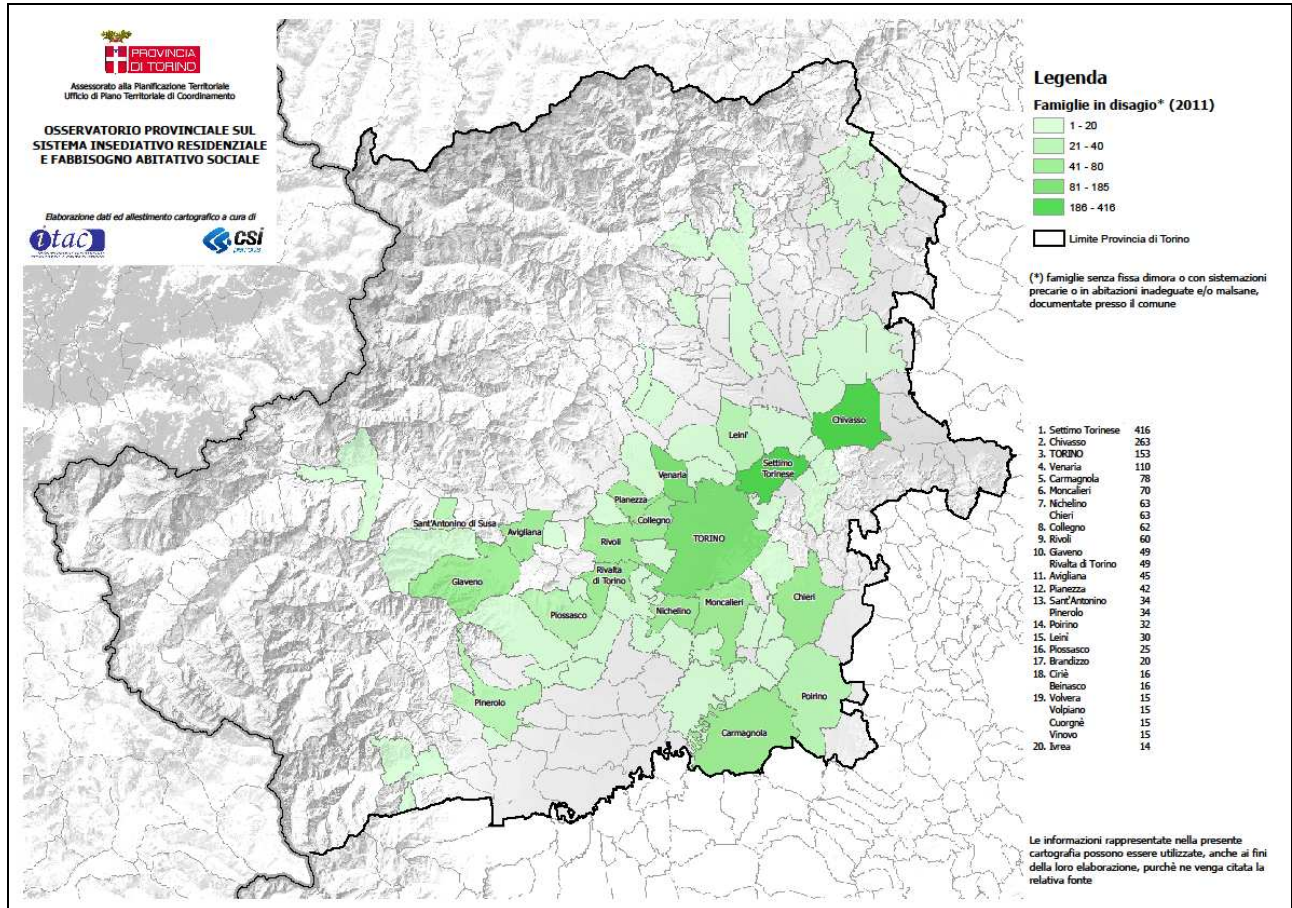 PROVINCIA
DI TORINO
Assessorato alla Pianificazione Territoriale
Ufficio di Piano Territoriale di Coordinamento
OSSERVATORIO PROVINCIALE SUL
SISTEMA INSEDIATIVO RESIDENZIALE
E FABBISOGNO ABITATIVO SOCIALE
Elaborazione dati ed allestimento cartografico a cura di
itac
CSI
Legenda
Famiglie in disagio* (2011)
1 - 20
21 - 40
41 - 80
81 - 185
186 - 416
Limite Provincia di Torino
(*) famiglie senza fissa dimora o con sistemazioni
precarie o in abitazioni inadeguate e/o malsane,
documentate presso il comune
Chivasso
Leini'
Settimo
Torinese
Venaria
Pianezza
Collegno
Sant'Antonino di Susa
Avigliana
Rivoli
TORINO
Giaveno
Rivalta
di Torino
Piossasco
Nichelino
Moncalieri
Chieri
Pinerolo
Poirino
Carmagnola
1. Settimo Torinese 416
2. Chivasso 263
3. TORINO 153
4. Venaria 110
5. Carmagnola 78
6. Moncalieri 70
7. Nichelino 63
Chieri 63
8. Collegno 62
9. Rivoli 60
10. Giaveno 49
Rivalta di Torino 49
11. Avigliana 45
12. Pianezza 42
13. Sant'Antonino 34
Pinerolo 34
14. Poirino 32
15. Leinì 30
16. Piossasco 25
17. Brandizzo 20
18. Ciriè 16
Beinasco 16
19. Volvera 15
Volpiano 15
Cuorgnè 15
Vinovo 15
20. Ivrea 14
Le informazioni rappresentate nella presente
cartografia possono essere utilizzate, anche ai fini
della loro elaborazione, purchè ne venga citata la
relativa fonte